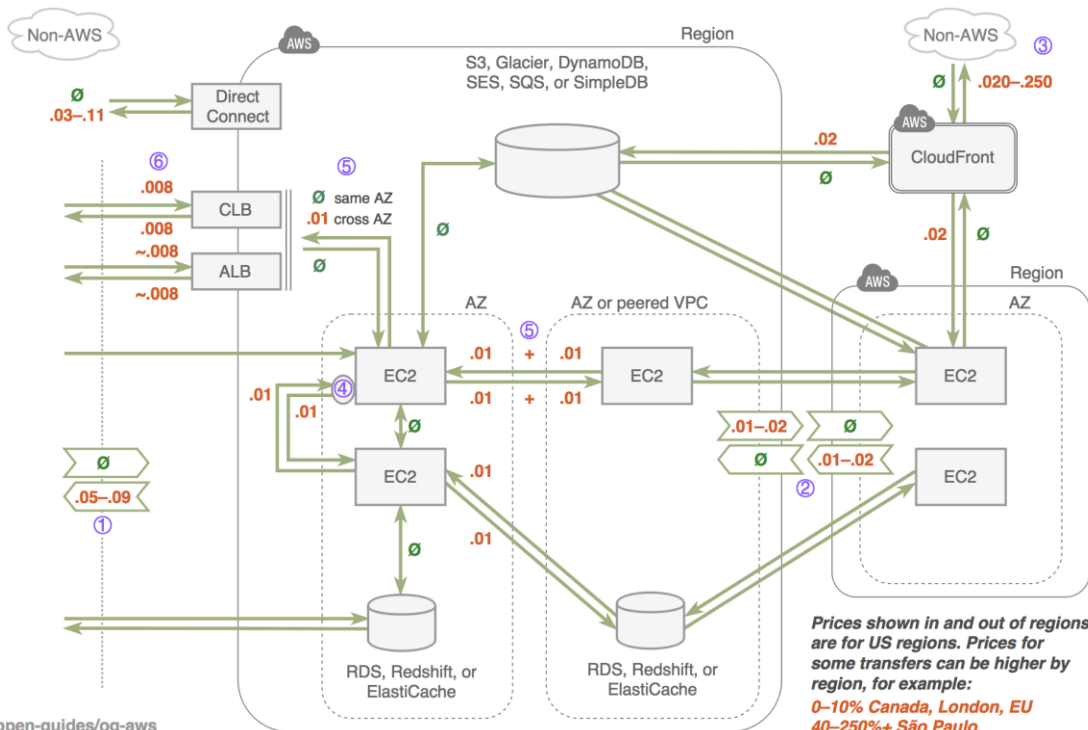 Non-AWS
AWS
Region
Non-AWS
③
S3, Glacier, DynamoDB,
SES, SQS, or SimpleDB
Ø
.03–.11
Direct
Connect
Ø
.020–.250
AWS
CloudFront
.02
Ø
⑥
.008
CLB
.008
~.008
ALB
~.008
⑤
Ø same AZ
.01 cross AZ
Ø
Ø
.02
Ø
AWS
Region
AZ
AZ or peered VPC
AZ
⑤
.01 + .01
EC2
EC2
EC2
④
.01
.01
.01 + .01
Ø
.01–.02
Ø
Ø
.01–.02
②
Ø
.05–.09
①
EC2
.01
EC2
.01
Ø
RDS, Redshift, or
ElastiCache
RDS, Redshift, or
ElastiCache
Prices shown in and out of regions
are for US regions. Prices for
some transfers can be higher by
region, for example:
0–10% Canada, London, EU
40–250%+ São Paulo
open-guides/og-aws